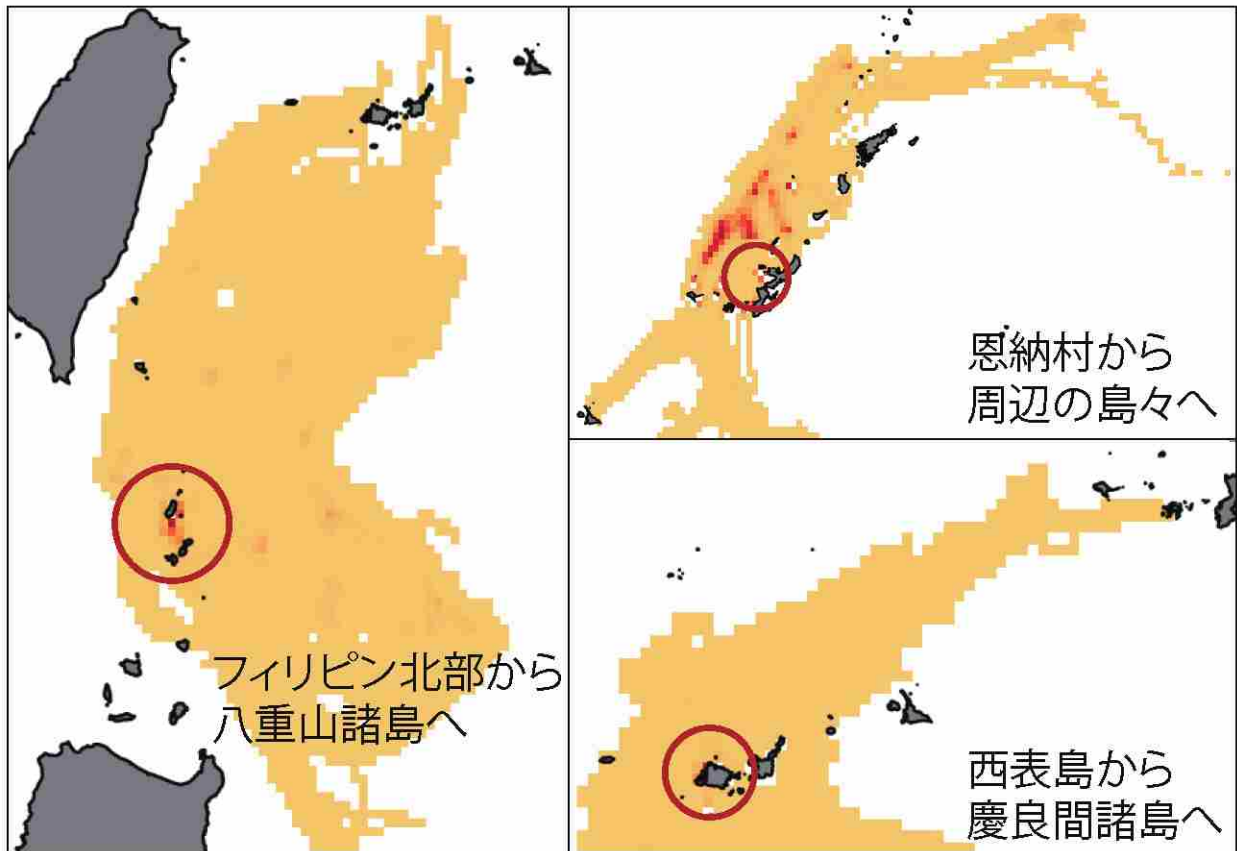 フィリピン北部から
八重山諸島へ
恩納村から
周辺の島々へ
西表島から
慶良間諸島へ